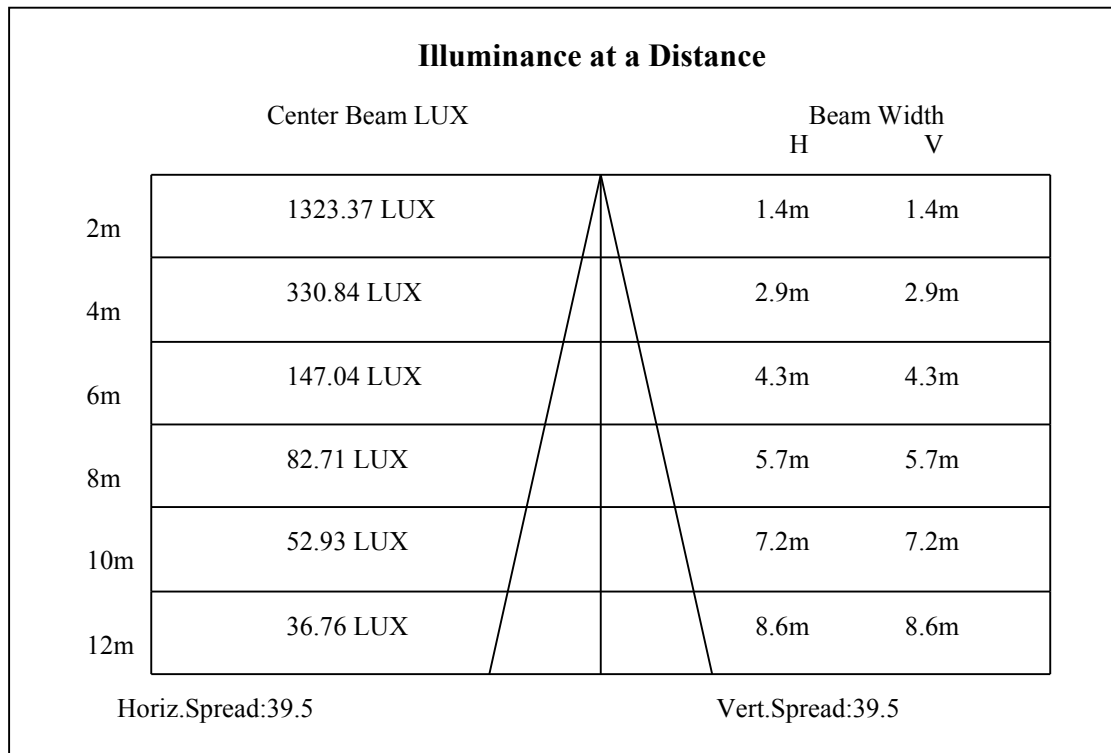 Illuminance at a Distance
Center Beam LUX Beam Width
H V
1323.37 LUX 1.4m 1.4m
2m
330.84 LUX 2.9m 2.9m
4m
147.04 LUX 4.3m 4.3m
6m
82.71 LUX 5.7m 5.7m
8m
52.93 LUX 7.2m 7.2m
10m
36.76 LUX 8.6m 8.6m
12m
Horiz.Spread:39.5 Vert.Spread:39.5